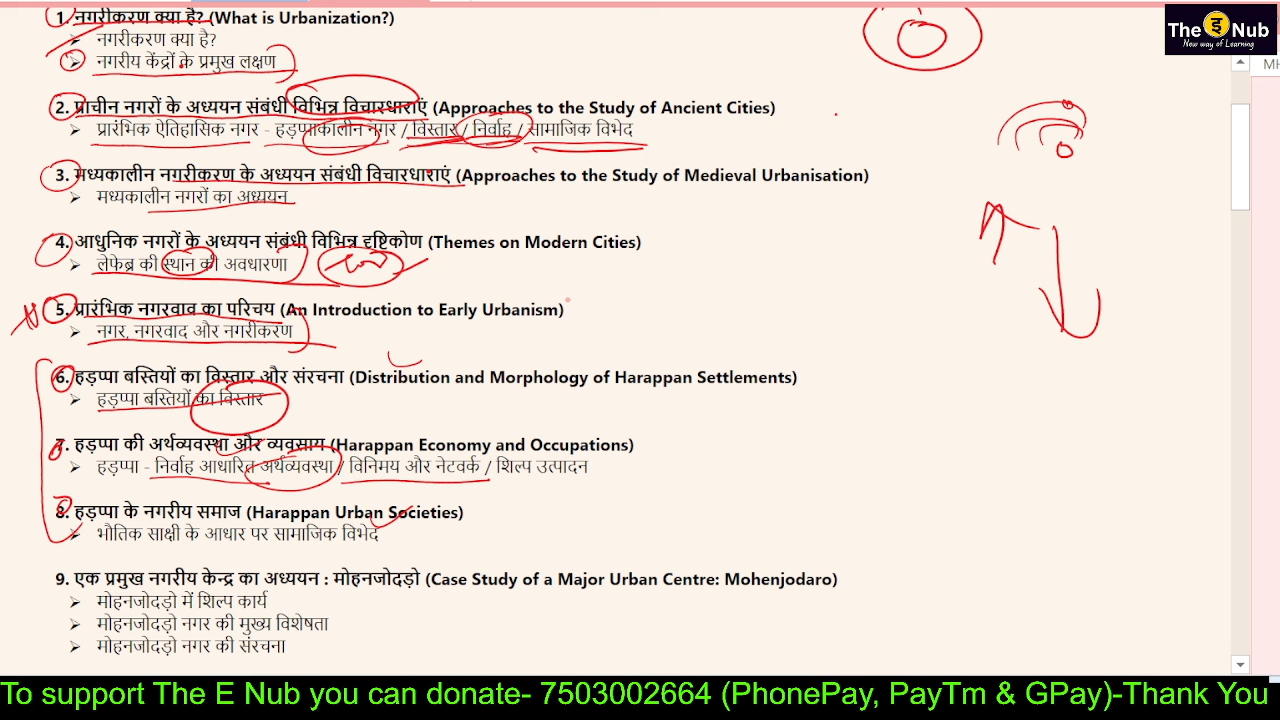 1. नगरीकरण क्या है? (What is Urbanization?)
➤ नगरीकरण क्या है?
➤ नगरीय केंद्रों के प्रमुख लक्षण
2. प्राचीन नगरों के अध्ययन संबंधी विभिन्न विचारधाराएं (Approaches to the Study of Ancient Cities)
➤ प्रारंभिक ऐतिहासिक नगर - हड़प्पाकालीन नगर / विस्तार / निर्वाह / सामाजिक विभेद
3. मध्यकालीन नगरीकरण के अध्ययन संबंधी विचारधाराएं (Approaches to the Study of Medieval Urbanisation)
➤ मध्यकालीन नगरों का अध्ययन
4. आधुनिक नगरों के अध्ययन संबंधी विभिन्न दृष्टिकोण (Themes on Modern Cities)
➤ लेफेब्र की स्थान की अवधारणा
5. प्रारंभिक नगरवाव का परिचय (An Introduction to Early Urbanism)
➤ नगर, नगरवाद और नगरीकरण
6. हड़प्पा बस्तियों का विस्तार और संरचना (Distribution and Morphology of Harappan Settlements)
➤ हड़प्पा बस्तियों का विस्तार
7. हड़प्पा की अर्थव्यवस्था और व्यवसाय (Harappan Economy and Occupations)
➤ हड़प्पा - निर्वाह आधारित अर्थव्यवस्था / विनिमय और नेटवर्क / शिल्प उत्पादन
8. हड़प्पा के नगरीय समाज (Harappan Urban Societies)
➤ भौतिक साक्षी के आधार पर सामाजिक विभेद
9. एक प्रमुख नगरीय केन्द्र का अध्ययन : मोहनजोदड़ो (Case Study of a Major Urban Centre: Mohenjodaro)
➤ मोहनजोदड़ो में शिल्प कार्य
➤ मोहनजोदड़ो नगर की मुख्य विशेषता
➤ मोहनजोदड़ो नगर की संरचना
The इ Nub
Now way of Learning
MH
To support The E Nub you can donate- 7503002664 (PhonePay, PayTm & GPay)-Thank You